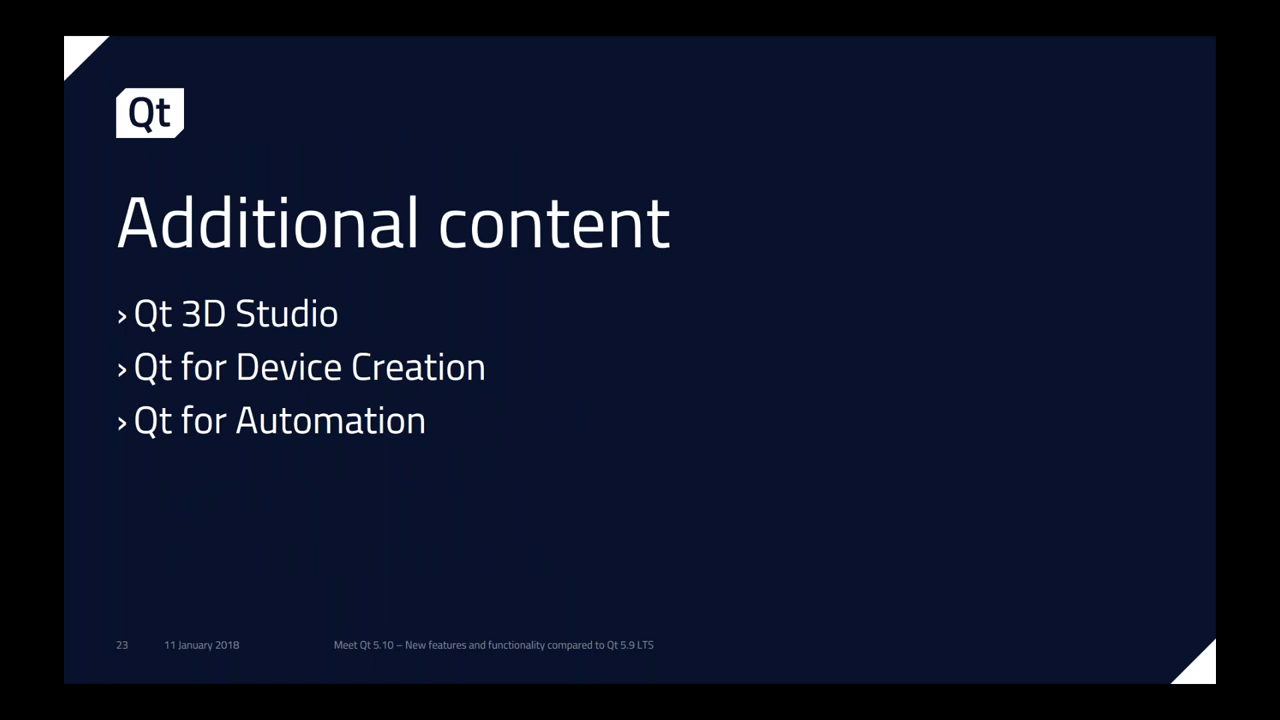 Qt
Additional content
› Qt 3D Studio
› Qt for Device Creation
› Qt for Automation
23 11 January 2018 Meet Qt 5.10 – New features and functionality compared to Qt 5.9 LTS